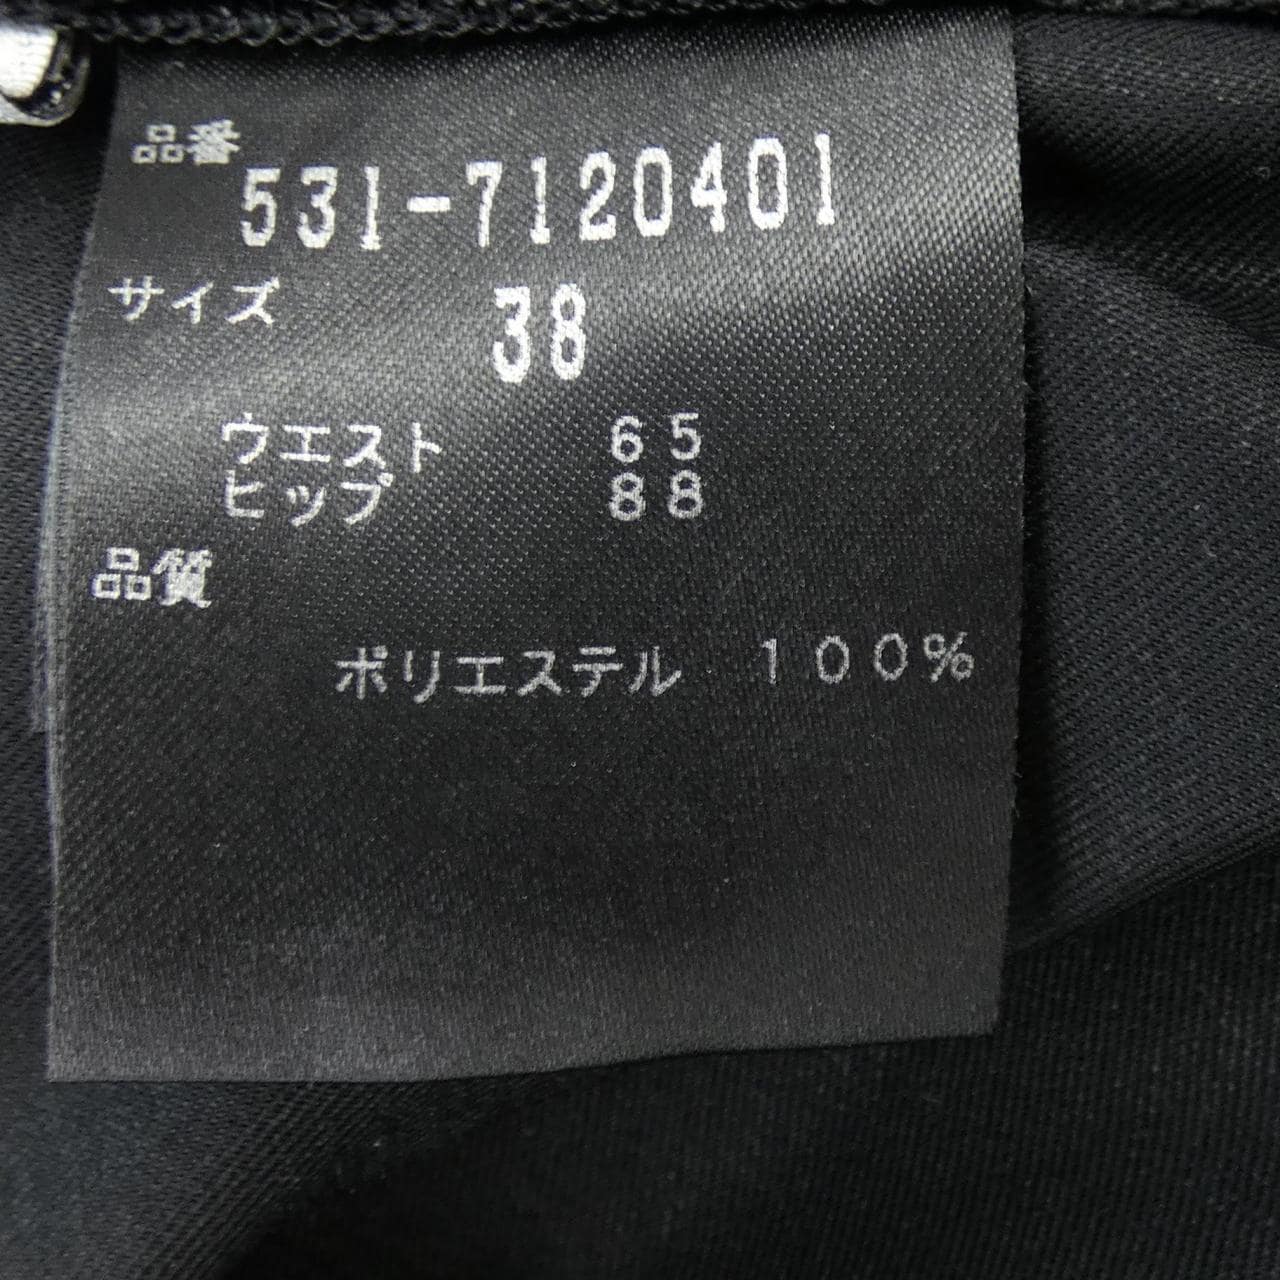 品番
531-7120401
サイズ 38
ウエスト 65
ヒップ 88
品質
ポリエステル 100%